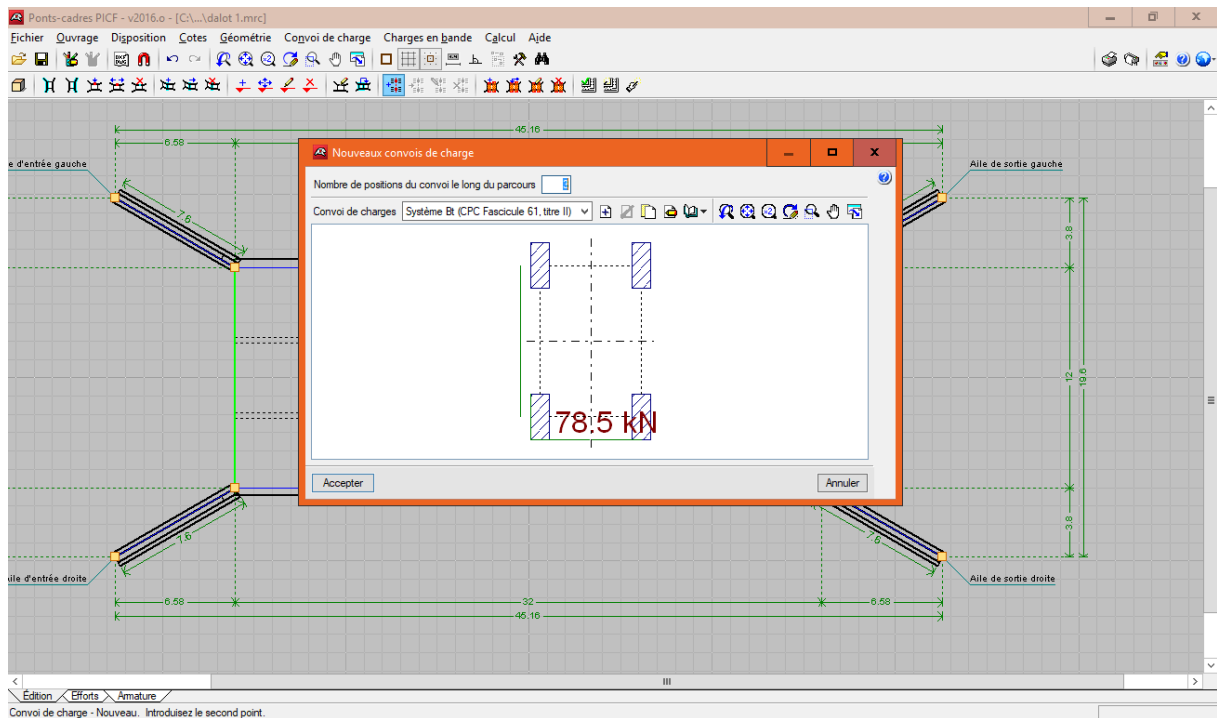 Ponts-cadres PICF - v2016.o - [C:\...\dalot 1.mrc]
Fichier Ouvrage Disposition Cotes Géométrie Convoi de charge Charges en bande Calcul Ajde
45.16
6.58
e d'entrée gauche
Aile de sortie gauche
Nouveaux convois de charge
Nombre de positions du convoi le long du parcours
Convoi de charges Système Bt (CPC Fascicule 61, titre II)
7.6
3.8
78.5 kN
12
19.6
Accepter Annuler
3.8
7.6
7.6
Aile d'entrée droite
Aile de sortie droite
6.58
32
6.58
45.16
Édition Efforts Armature
Convoi de charge - Nouveau. Introduisez le second point.